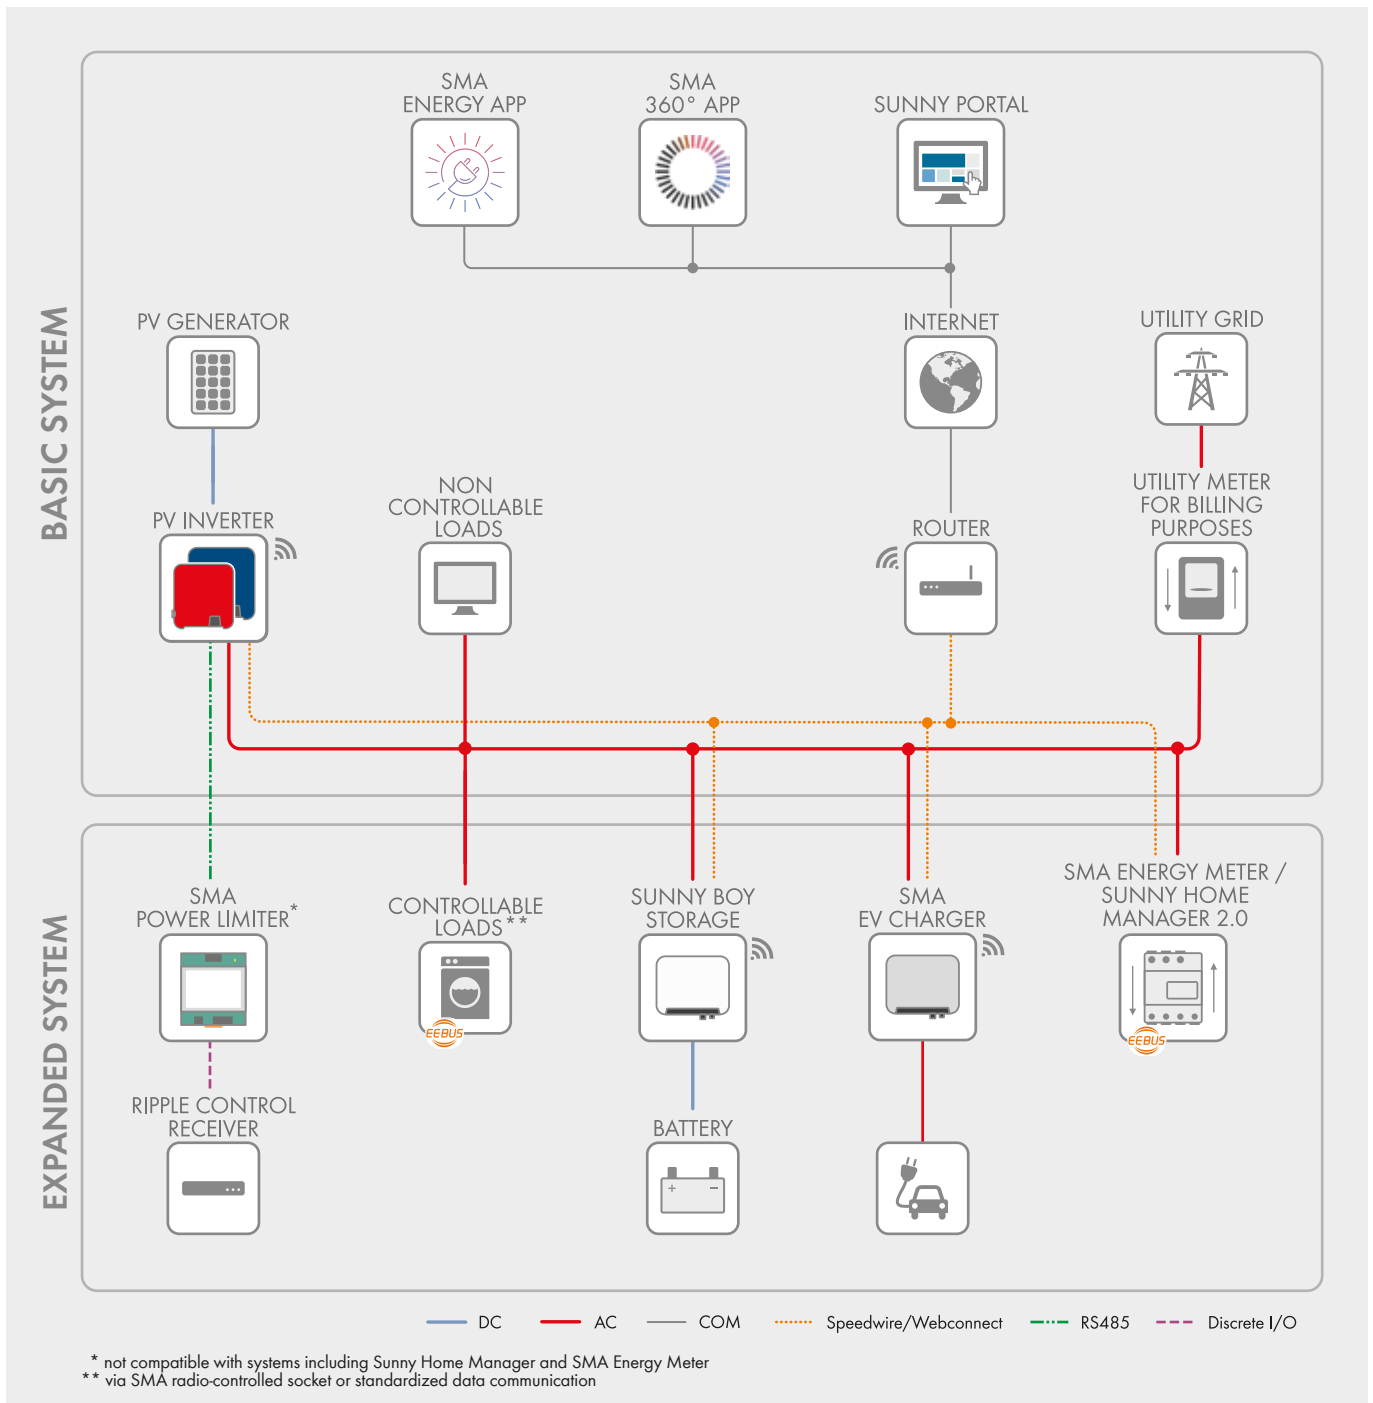 BASIC SYSTEM
SMA
ENERGY APP
SMA
360° APP
SUNNY PORTAL
PV GENERATOR
INTERNET
UTILITY GRID
PV INVERTER
NON
CONTROLLABLE
LOADS
ROUTER
UTILITY METER
FOR BILLING
PURPOSES
EXPANDED SYSTEM
SMA
POWER LIMITER*
CONTROLLABLE
LOADS**
EEBUS
SUNNY BOY
STORAGE
SMA
EV CHARGER
SMA ENERGY METER /
SUNNY HOME
MANAGER 2.0
EEBUS
RIPPLE CONTROL
RECEIVER
BATTERY
+ −
DC
AC
COM
Speedwire/Webconnect
RS485
Discrete I/O
* not compatible with systems including Sunny Home Manager and SMA Energy Meter
** via SMA radio-controlled socket or standardized data communication